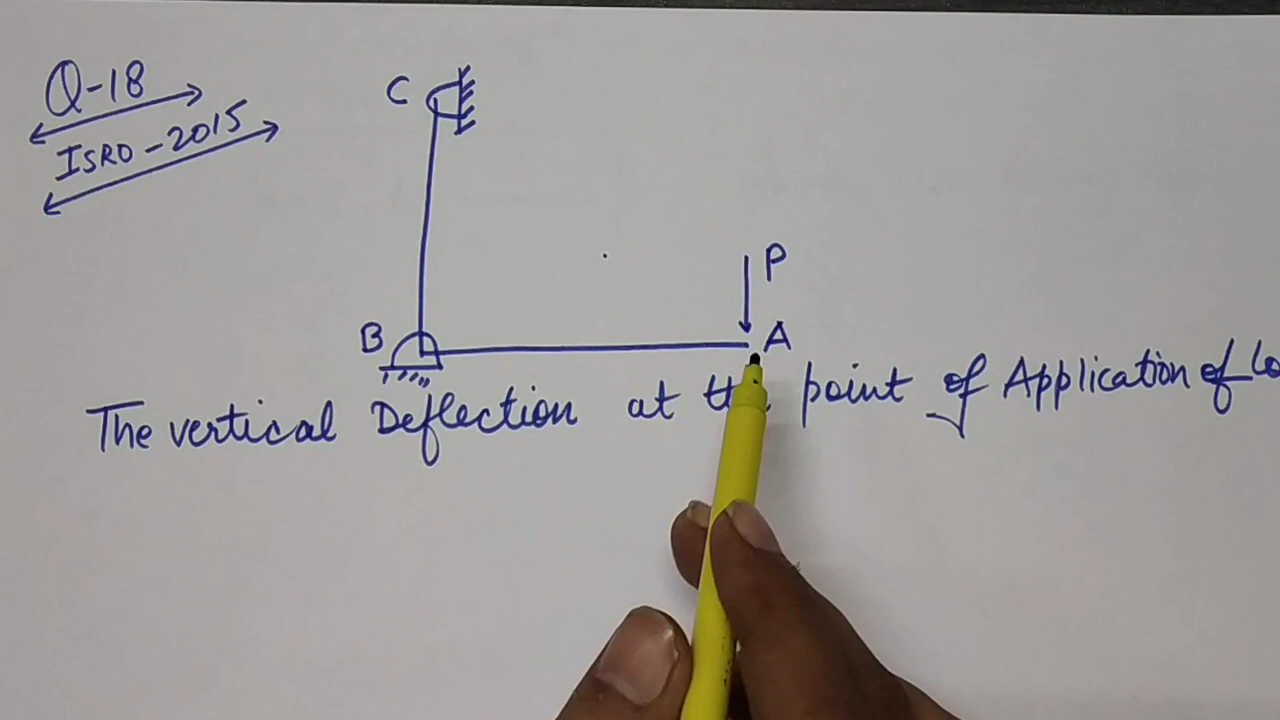 Q-18
ISRO-2015
C
P
B
A
The vertical Deflection at the point of Application of